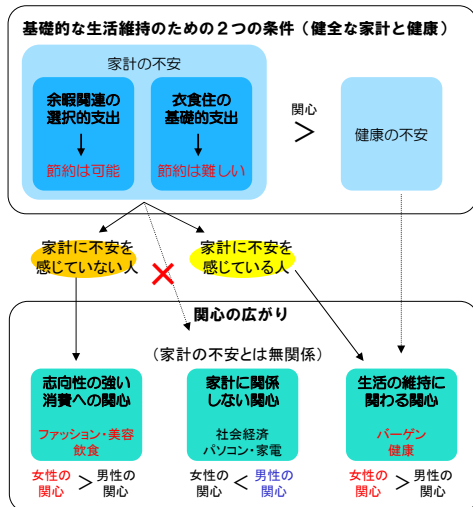 基礎的な生活維持のための２つの条件（健全な家計と健康）
家計の不安
余暇関連の
選択的支出
節約は可能
衣食住の
基礎的支出
節約は難しい
関心
＞
健康の不安
家計に不安を
感じていない人
家計に不安を
感じている人
関心の広がり
（家計の不安とは無関係）
志向性の強い
消費への関心
ファッション・美容
飲食
家計に関係
しない関心
社会経済
パソコン・家電
生活の維持に
関わる関心
バーゲン
健康
女性の
関心
＞
男性の
関心
女性の
関心
＜
男性の
関心
女性の
関心
＞
男性の
関心